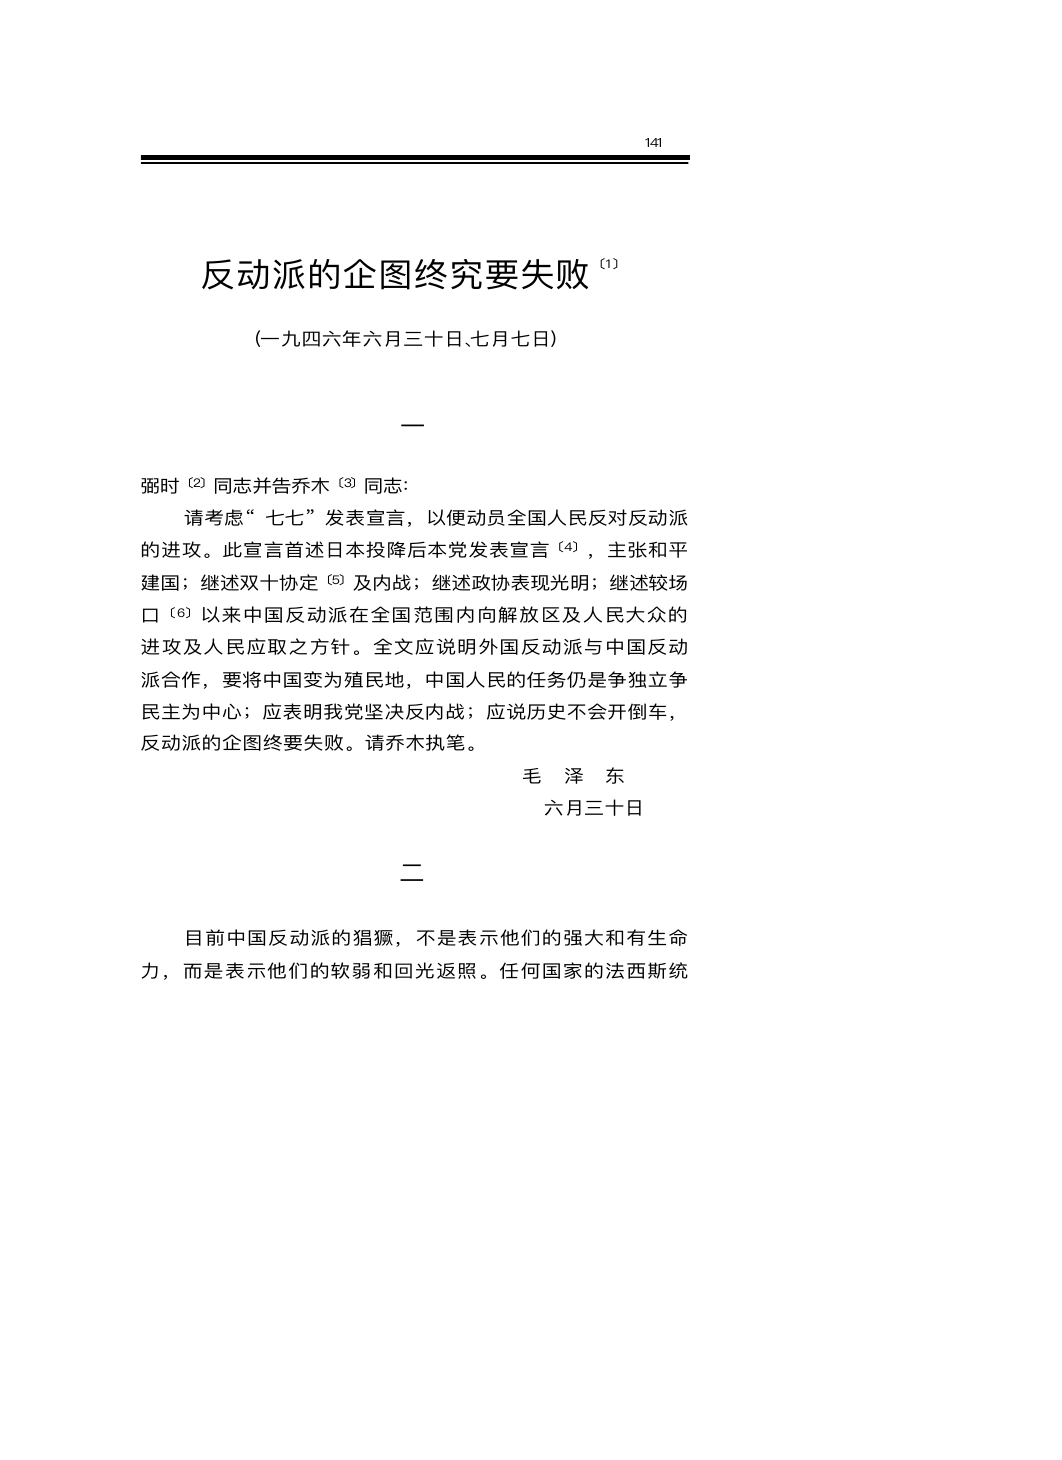 141
反动派的企图终究要失败〔1〕
(一九四六年六月三十日、七月七日)
一
弼时〔2〕同志并告乔木〔3〕同志:
请考虑“七七”发表宣言，以便动员全国人民反对反动派
的进攻。此宣言首述日本投降后本党发表宣言〔4〕，主张和平
建国；继述双十协定〔5〕及内战；继述政协表现光明；继述较场
口〔6〕以来中国反动派在全国范围内向解放区及人民大众的
进攻及人民应取之方针。全文应说明外国反动派与中国反动
派合作，要将中国变为殖民地，中国人民的任务仍是争独立争
民主为中心；应表明我党坚决反内战；应说历史不会开倒车，
反动派的企图终要失败。请乔木执笔。
毛 泽 东
六月三十日
二
目前中国反动派的猖獗，不是表示他们的强大和有生命
力，而是表示他们的软弱和回光返照。任何国家的法西斯统